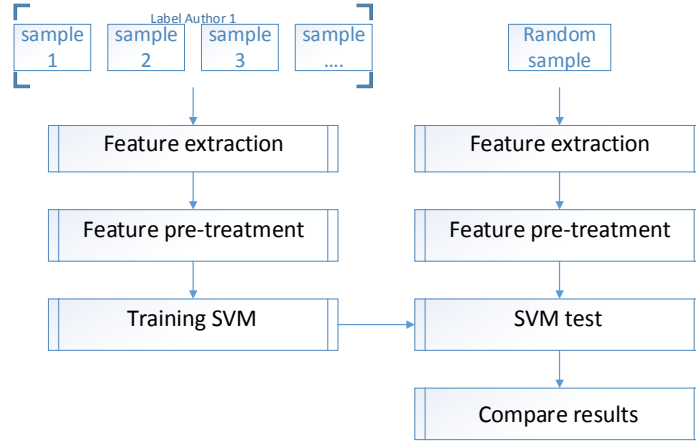 Label Author 1
sample
1
sample
2
sample
3
sample
....
Random
sample
Feature extraction
Feature pre-treatment
Training SVM
Feature extraction
Feature pre-treatment
SVM test
Compare results